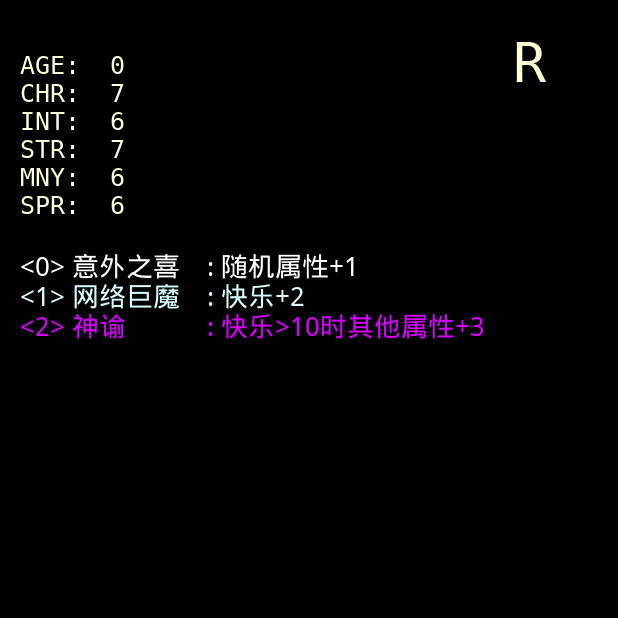 R
AGE: 0
CHR: 7
INT: 6
STR: 7
MNY: 6
SPR: 6
<0> 意外之喜 :随机属性+1
<1> 网络巨魔 :快乐+2
<2> 神谕 :快乐>10时其他属性+3